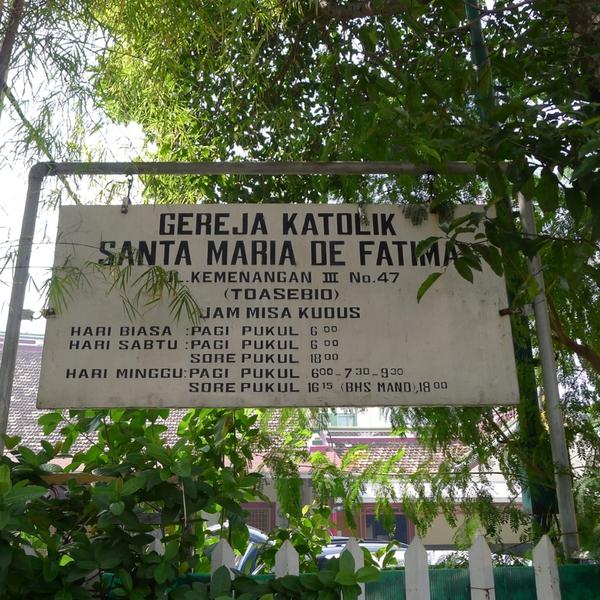 GEREJA KATOLIK
SANTA MARIA DE FATIMA
JL. KEMENANGAN III No. 47
(TOASEBIO)
JAM MISA KUDUS
HARI BIASA : PAGI PUKUL 6 00
HARI SABTU : PAGI PUKUL 6 00
SORE PUKUL 18 00
HARI MINGGU: PAGI PUKUL 6 00 - 7 30 - 9 30
SORE PUKUL 16 15 (BHS MAND), 18 00